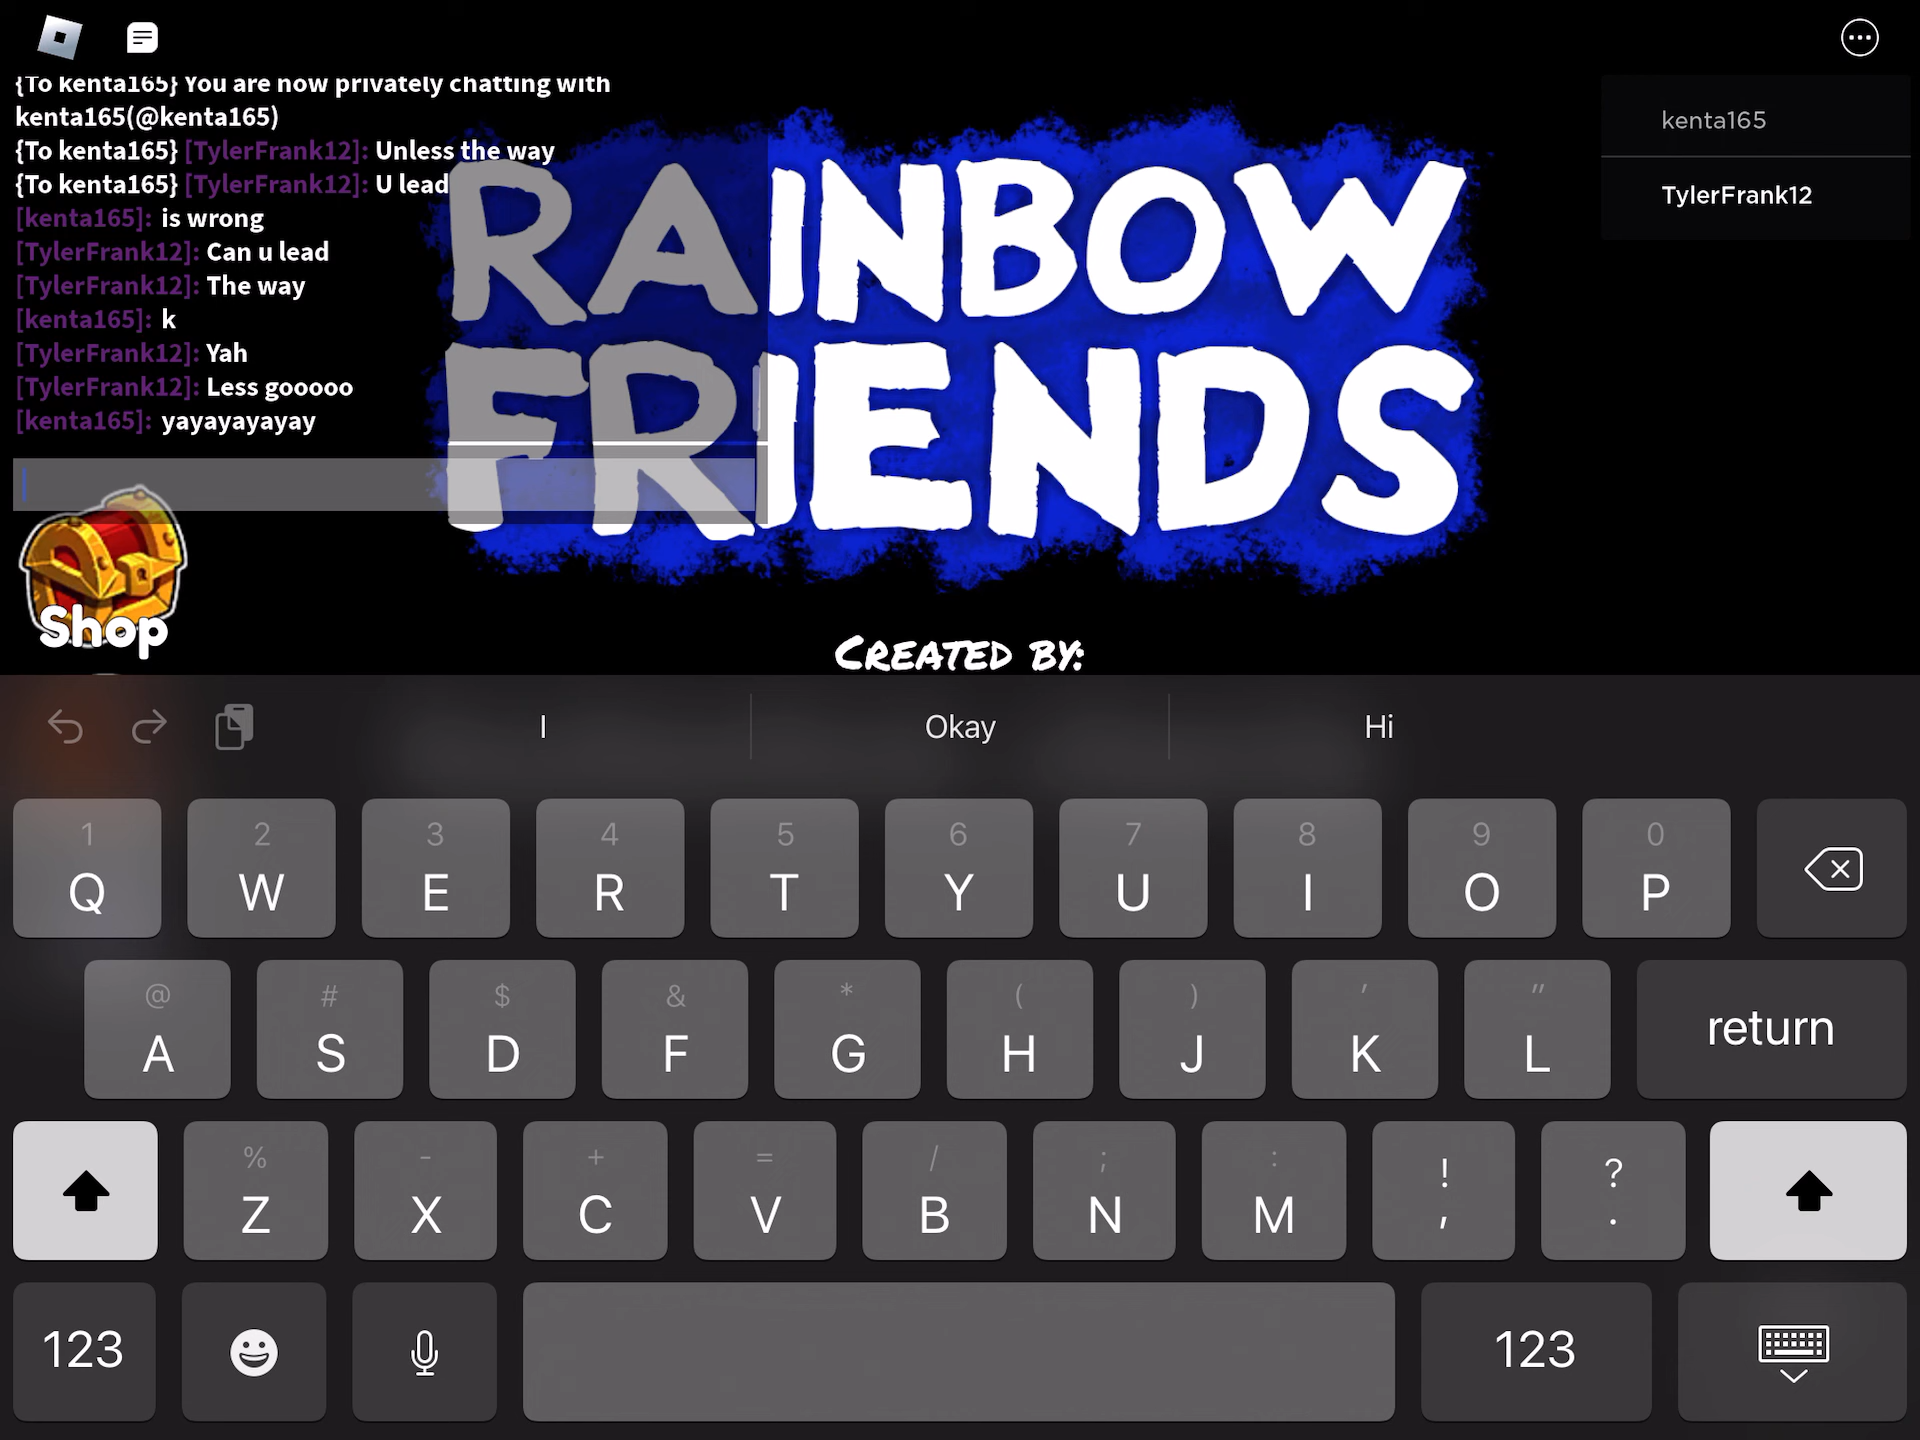 {To kenta165} You are now privately chatting with
kenta165(@kenta165)
{To kenta165} [TylerFrank12]: Unless the way
{To kenta165} [TylerFrank12]: U lead
[kenta165]: is wrong
[TylerFrank12]: Can u lead
[TylerFrank12]: The way
[kenta165]: k
[TylerFrank12]: Yah
[TylerFrank12]: Less gooooo
[kenta165]: yayayayayay
RAINBOW
FRIENDS
kenta165
TylerFrank12
Shop
CREATED BY:
I Okay Hi
1 2 3 4 5 6 7 8 9 0
Q W E R T Y U I O P
@ # $ & * ( ) ' "
A S D F G H J K L return
% - + = / ; : ! ?
Z X C V B N M , .
123 123